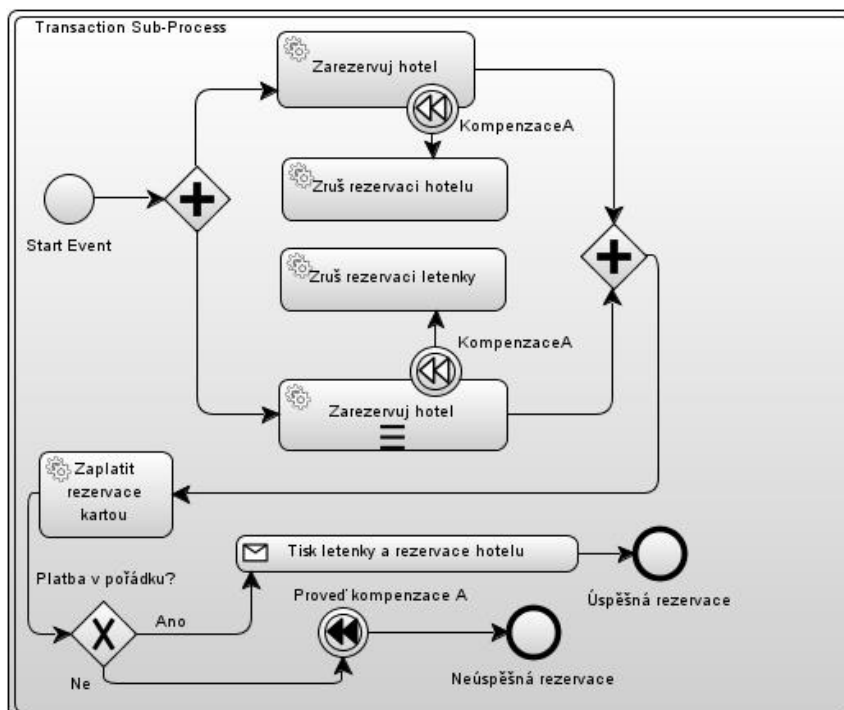 Transaction Sub-Process
Zarezervuj hotel
KompenzaceA
Zruš rezervaci hotelu
Start Event
Zruš rezervaci letenky
KompenzaceA
Zarezervuj hotel
Zaplatit
rezervace
kartou
Tisk letenky a rezervace hotelu
Platba v pořádku?
Proveď kompenzace A
Úspěšná rezervace
Ano
Ne
Neúspěšná rezervace